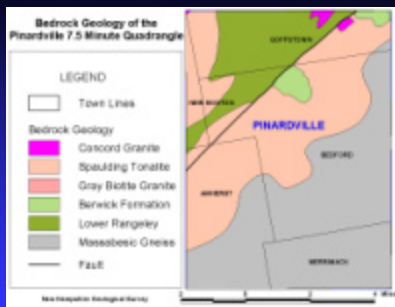 Bedrock Geology of the
Pinardville 7.5 Minute Quadrangle
LEGEND
Town Lines
Bedrock Geology
Concord Granite
Spaulding Tonalite
Gray Biotite Granite
Berwick Formation
Lower Rangeley
Massabesic Gneiss
Fault
New Hampshire Geological Survey
GOFFSTOWN
NEW BOSTON
PINARDVILLE
BEDFORD
AMHERST
MERRIMACK